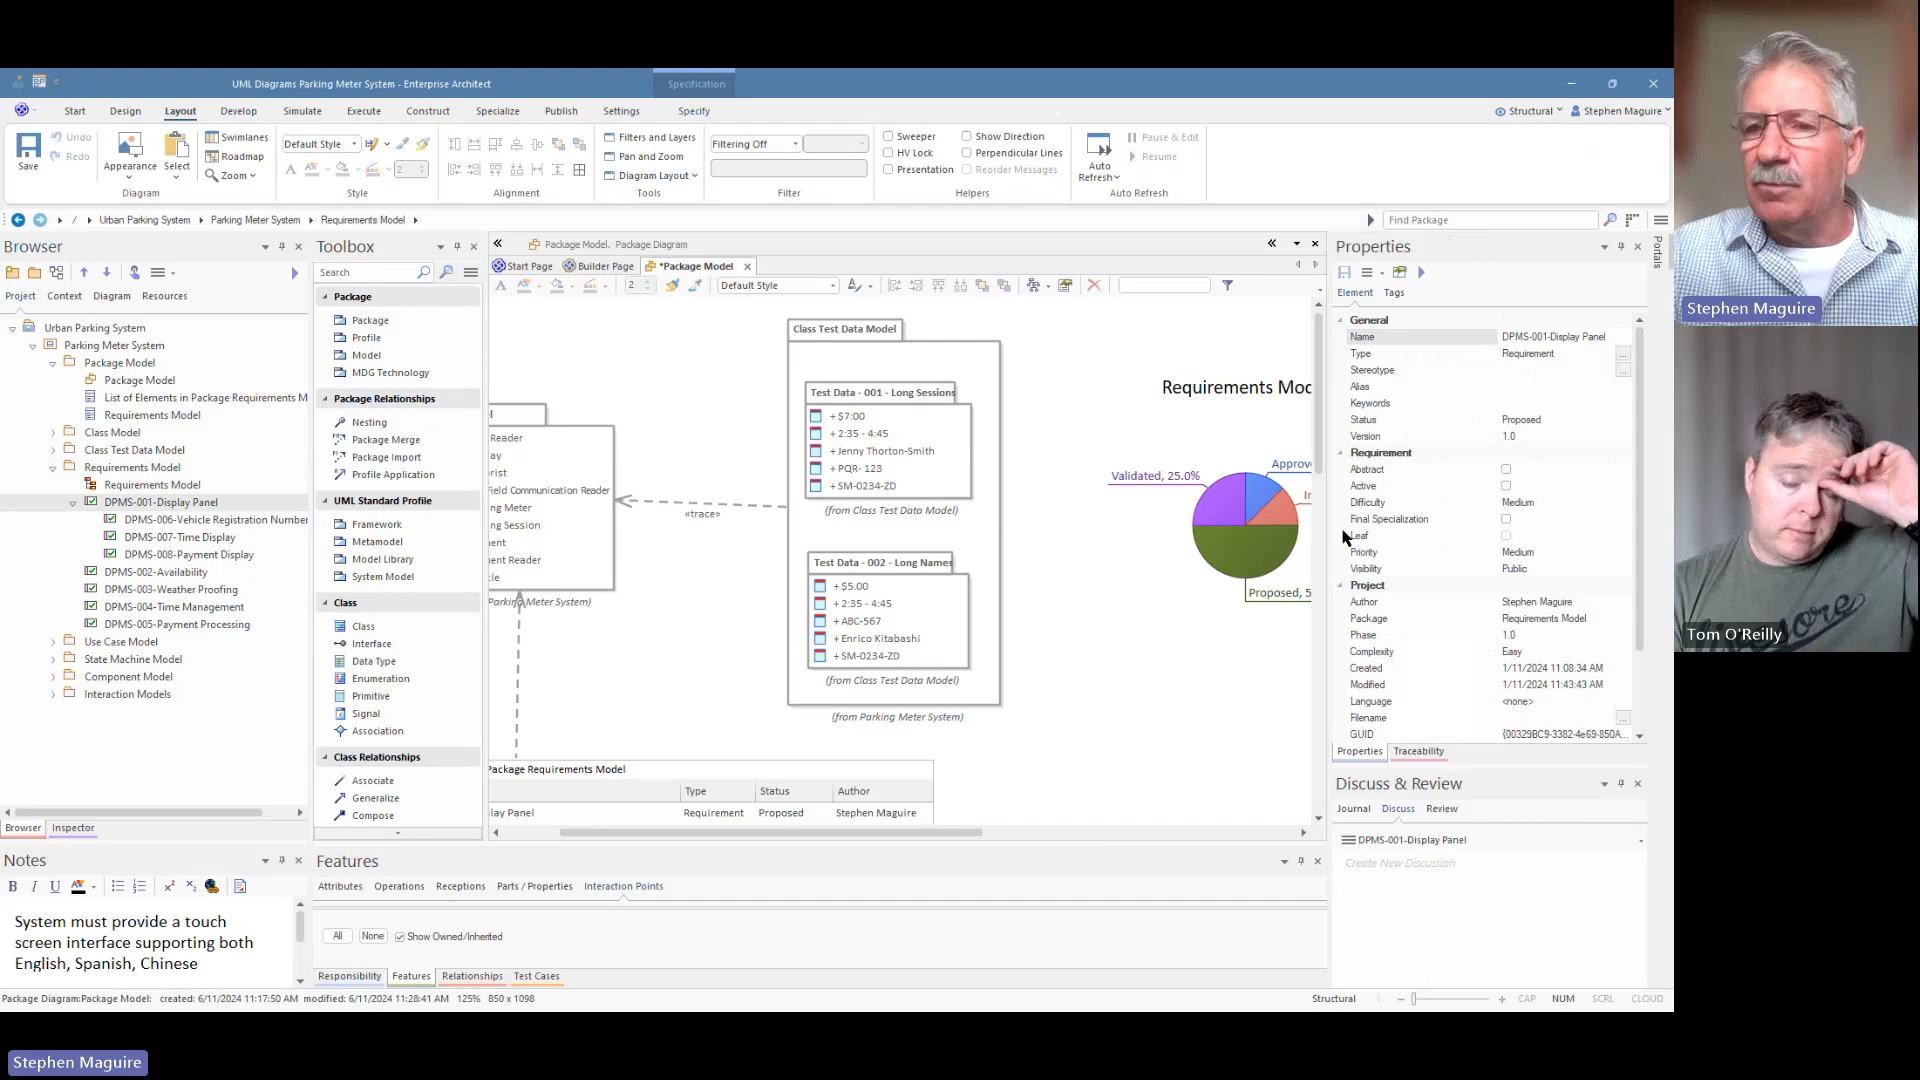 UML Diagrams Parking Meter System - Enterprise Architect
Specification
Start Design Layout Develop Simulate Execute Construct Specialize Publish Settings Specify
Structural Stephen Maguire
Save
Undo
Redo
Appearance
Select
Swimlanes
Roadmap
Zoom
Diagram
Default Style
2
Style
Alignment
Filters and Layers
Pan and Zoom
Diagram Layout
Tools
Filtering Off
Filter
Sweeper
HV Lock
Presentation
Show Direction
Perpendicular Lines
Reorder Messages
Helpers
Auto
Refresh
Pause & Edit
Resume
Auto Refresh
/ Urban Parking System Parking Meter System Requirements Model
Find Package
Portals
Browser
Project Context Diagram Resources
Urban Parking System
Parking Meter System
Package Model
Package Model
List of Elements in Package Requirements M
Requirements Model
Class Model
Class Test Data Model
Requirements Model
Requirements Model
DPMS-001-Display Panel
DPMS-006-Vehicle Registration Number
DPMS-007-Time Display
DPMS-008-Payment Display
DPMS-002-Availability
DPMS-003-Weather Proofing
DPMS-004-Time Management
DPMS-005-Payment Processing
Use Case Model
State Machine Model
Component Model
Interaction Models
Browser Inspector
Toolbox
Search
Package
Package
Profile
Model
MDG Technology
Package Relationships
Nesting
Package Merge
Package Import
Profile Application
UML Standard Profile
Framework
Metamodel
Model Library
System Model
Class
Class
Interface
Data Type
Enumeration
Primitive
Signal
Association
Class Relationships
Associate
Generalize
Compose
Package Model. Package Diagram
Start Page Builder Page *Package Model
2 Default Style
l
Reader
ay
rist
ield Communication Reader
ng Meter
ng Session
ent
ent Reader
cle
Parking Meter System)
«trace»
Class Test Data Model
Test Data - 001 - Long Sessions
+ $7:00
+ 2:35 - 4:45
+ Jenny Thorton-Smith
+ PQR- 123
+ SM-0234-ZD
(from Class Test Data Model)
Test Data - 002 - Long Names
+ $5.00
+ 2:35 - 4:45
+ ABC-567
+ Enrico Kitabashi
+ SM-0234-ZD
(from Class Test Data Model)
(from Parking Meter System)
Requirements Moc
Validated, 25.0%
Approv
Proposed, 5
Package Requirements Model
Type Status Author
lay Panel Requirement Proposed Stephen Maguire
Properties
Element Tags
General
Name DPMS-001-Display Panel
Type Requirement
Stereotype
Alias
Keywords
Status Proposed
Version 1.0
Requirement
Abstract
Active
Difficulty Medium
Final Specialization
Leaf
Priority Medium
Visibility Public
Project
Author Stephen Maguire
Package Requirements Model
Phase 1.0
Complexity Easy
Created 1/11/2024 11:08:34 AM
Modified 1/11/2024 11:43:43 AM
Language <none>
Filename
GUID {00329BC9-3382-4e69-850A...
Properties Traceability
Discuss & Review
Journal Discuss Review
DPMS-001-Display Panel
Create New Discussion
Notes
B I U A
System must provide a touch
screen interface supporting both
English, Spanish, Chinese
Features
Attributes Operations Receptions Parts / Properties Interaction Points
All None Show Owned/Inherited
Responsibility Features Relationships Test Cases
Package Diagram:Package Model: created: 6/11/2024 11:17:50 AM modified: 6/11/2024 11:28:41 AM 125% 850 x 1098
Structural CAP NUM SCRL CLOUD
Stephen Maguire
Tom O'Reilly
Stephen Maguire